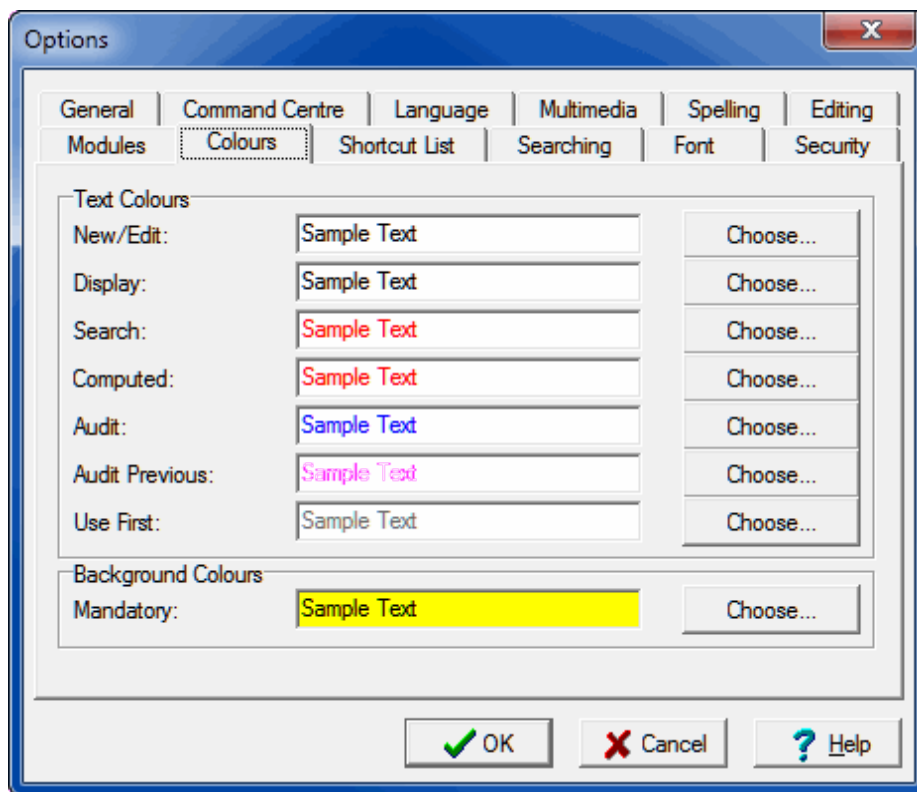 Options
General Command Centre Language Multimedia Spelling Editing
Modules Colours Shortcut List Searching Font Security
Text Colours
New/Edit: Sample Text Choose...
Display: Sample Text Choose...
Search: Sample Text Choose...
Computed: Sample Text Choose...
Audit: Sample Text Choose...
Audit Previous: Sample Text Choose...
Use First: Sample Text Choose...
Background Colours
Mandatory: Sample Text Choose...
OK Cancel Help